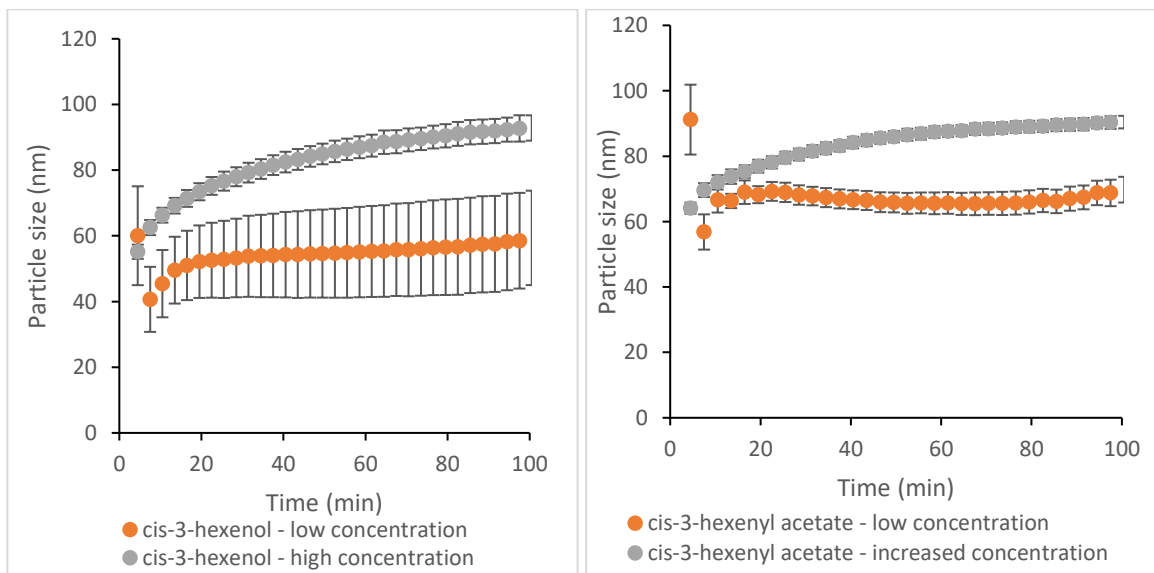 120
100
80
60
40
20
0
Particle size (nm)
0 20 40 60 80 100
Time (min)
cis-3-hexenol - low concentration
cis-3-hexenol - high concentration
120
100
80
60
40
20
0
Particle size (nm)
0 20 40 60 80 100
Time (min)
cis-3-hexenyl acetate - low concentration
cis-3-hexenyl acetate - increased concentration